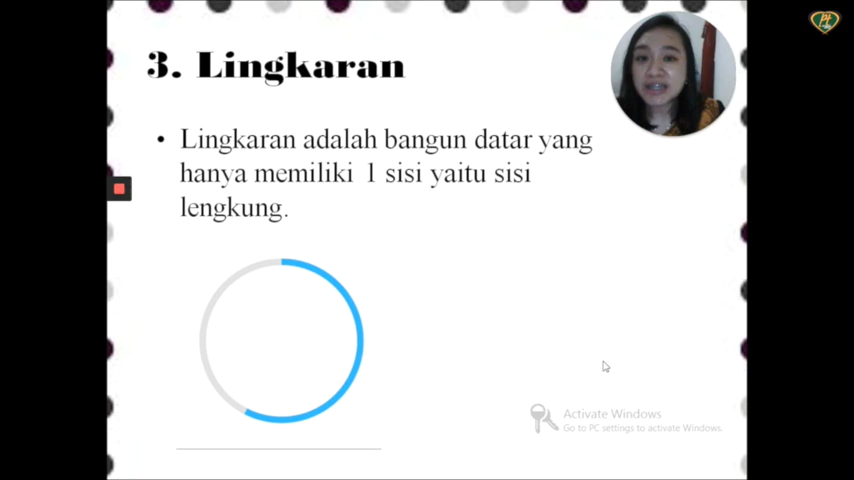 3. Lingkaran
• Lingkaran adalah bangun datar yang
hanya memiliki 1 sisi yaitu sisi
lengkung.
Activate Windows
Go to PC settings to activate Windows.